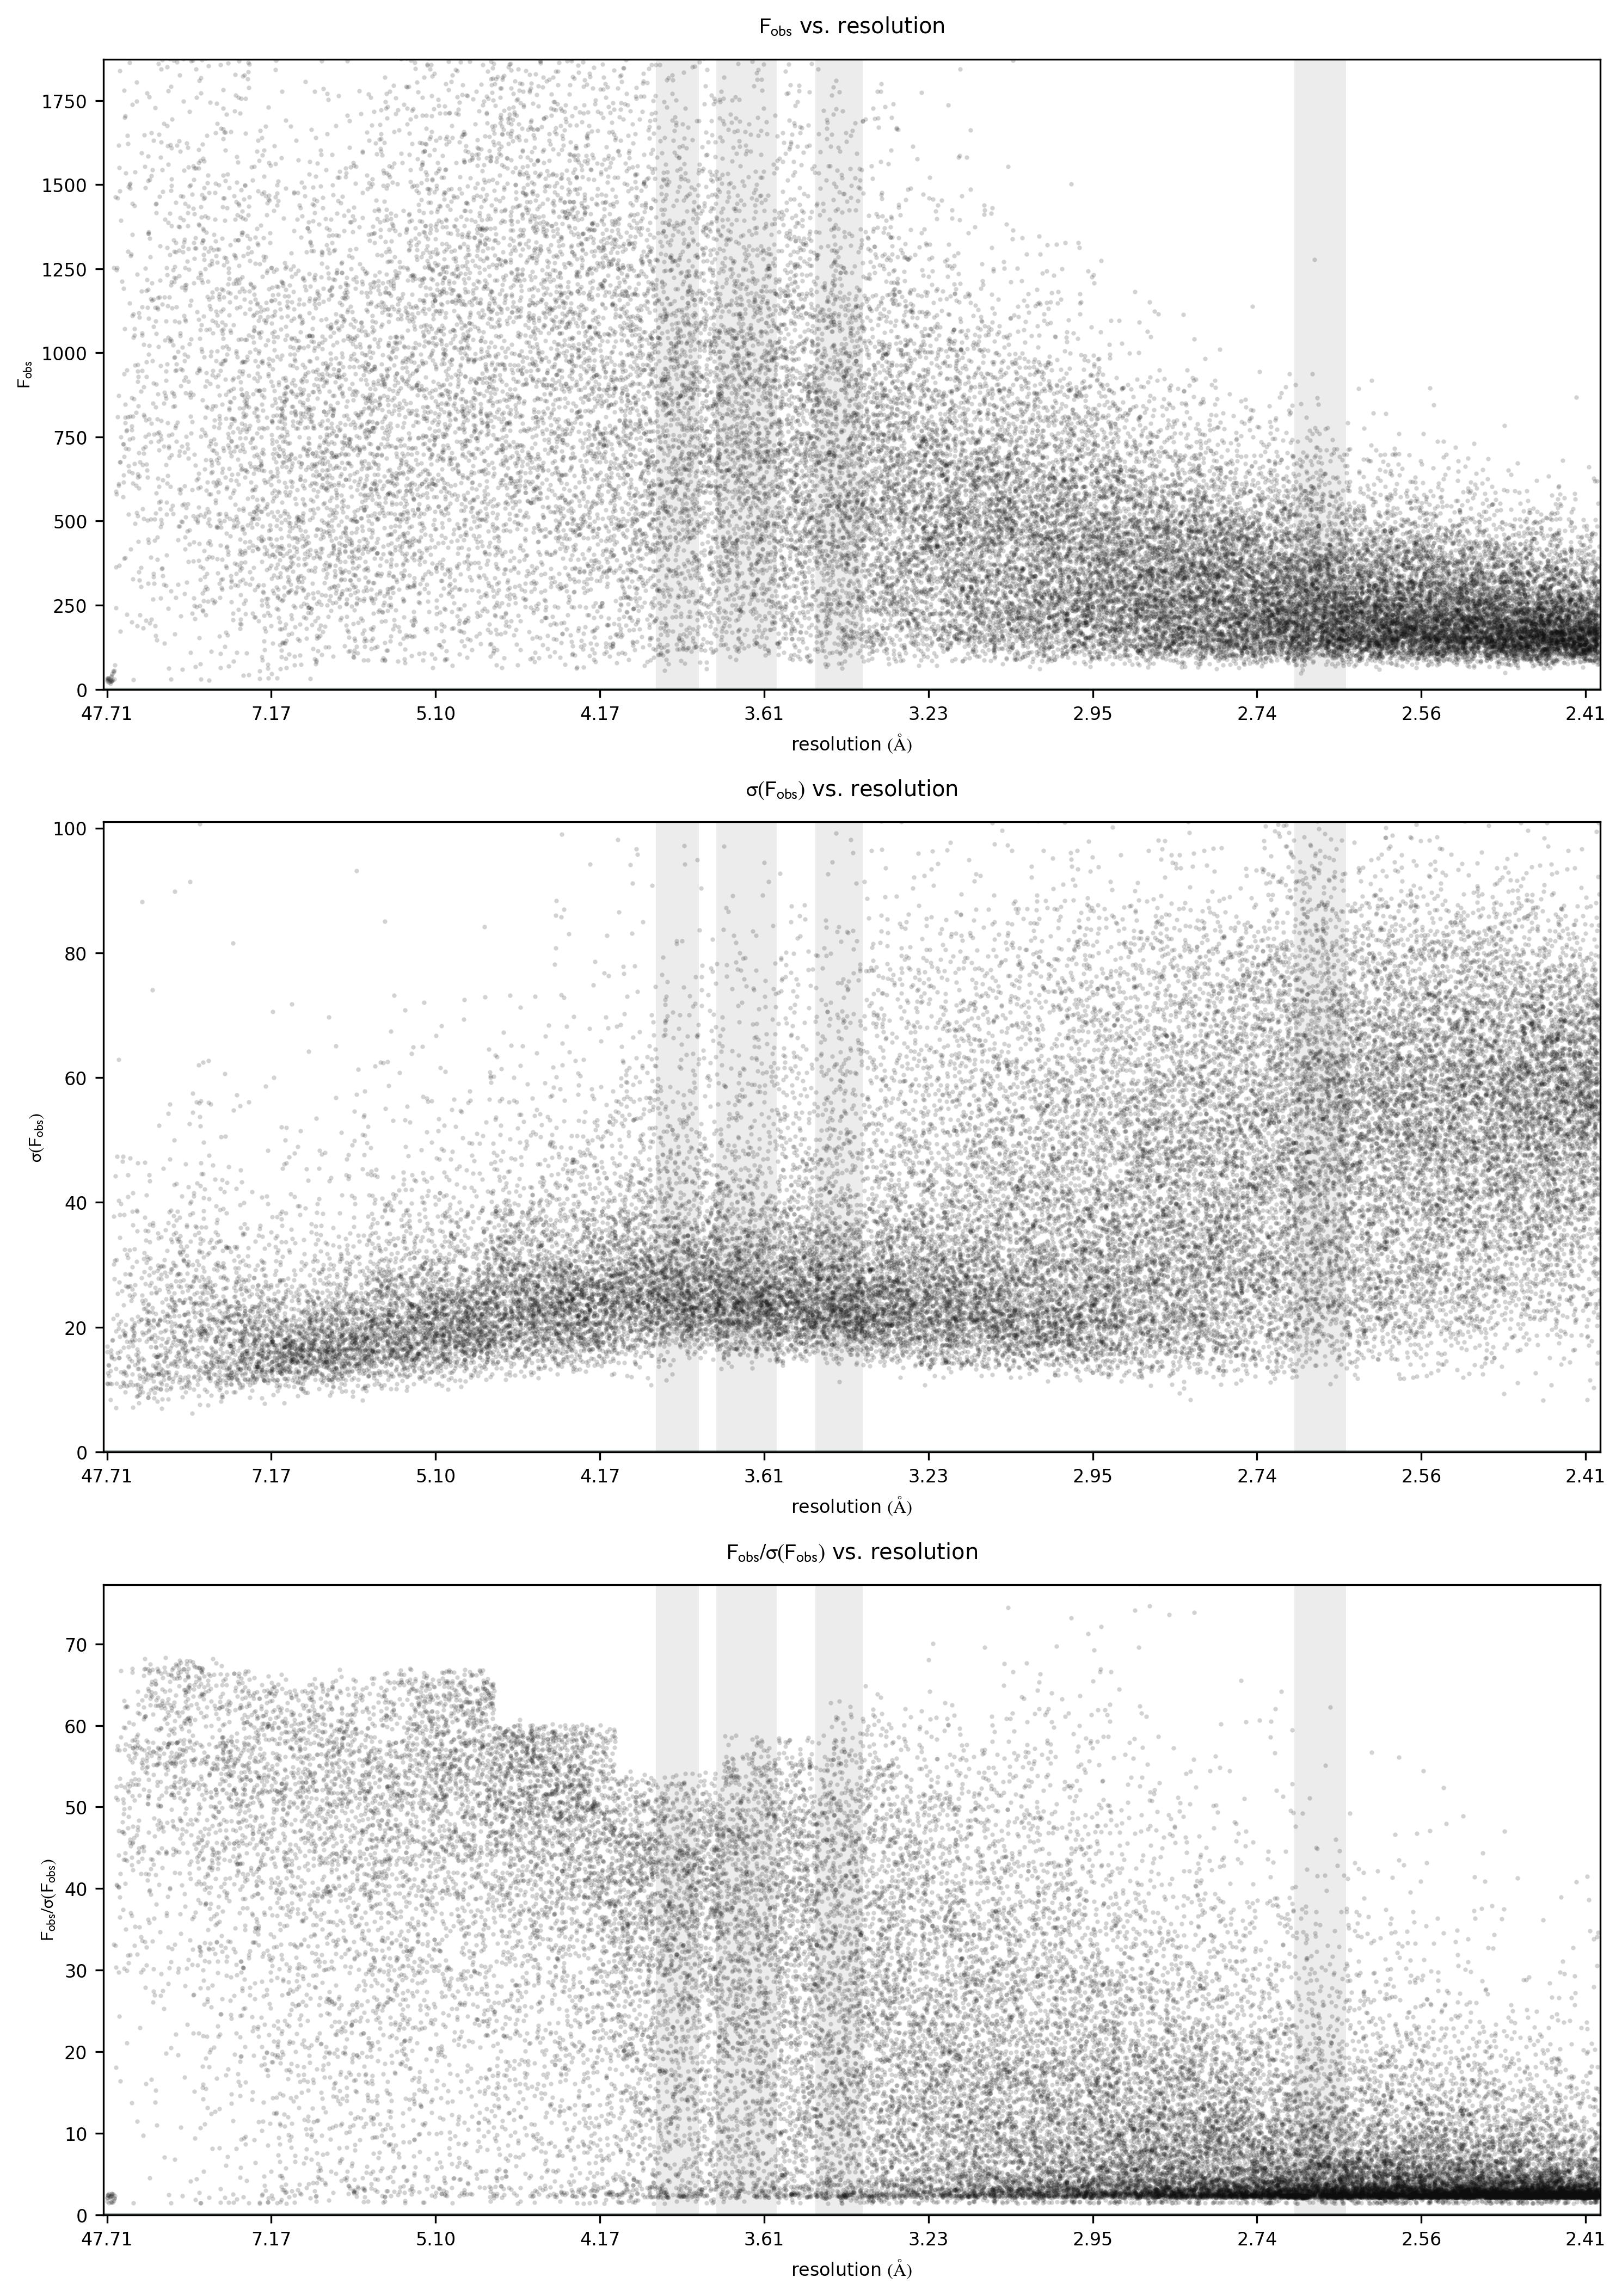 Fobs vs. resolution
1750
1500
1250
1000
750
500
250
0
Fobs
47.71 7.17 5.10 4.17 3.61 3.23 2.95 2.74 2.56 2.41
resolution (Å)
σ(Fobs) vs. resolution
100
80
60
40
20
0
σ(Fobs)
47.71 7.17 5.10 4.17 3.61 3.23 2.95 2.74 2.56 2.41
resolution (Å)
Fobs/σ(Fobs) vs. resolution
70
60
50
40
30
20
10
0
Fobs/σ(Fobs)
47.71 7.17 5.10 4.17 3.61 3.23 2.95 2.74 2.56 2.41
resolution (Å)